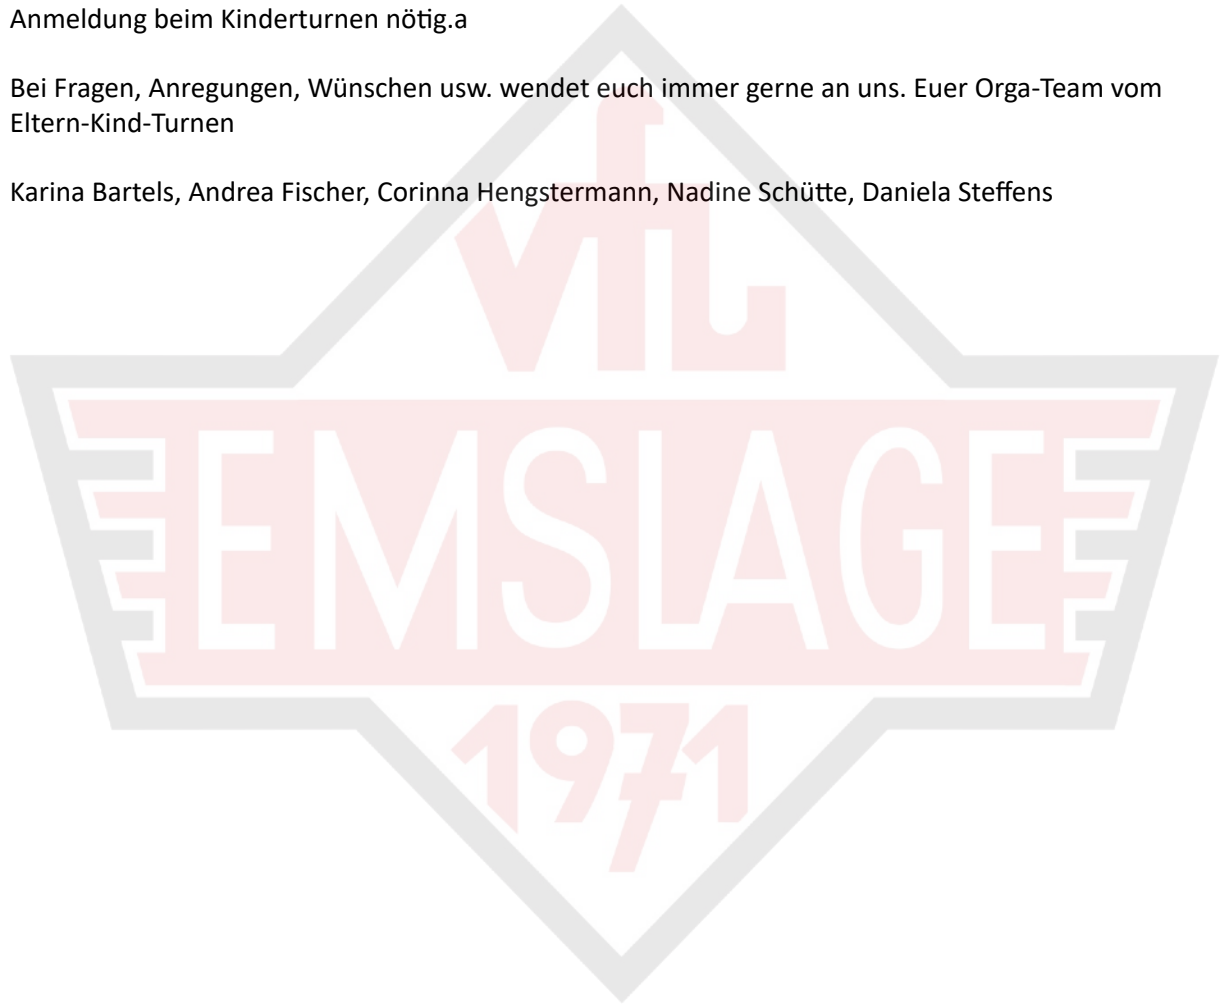 Anmeldung beim Kinderturnen nötig.a
Bei Fragen, Anregungen, Wünschen usw. wendet euch immer gerne an uns. Euer Orga-Team vom
Eltern-Kind-Turnen
Karina Bartels, Andrea Fischer, Corinna Hengstermann, Nadine Schütte, Daniela Steffens
VfL
EMSLAGE
1971